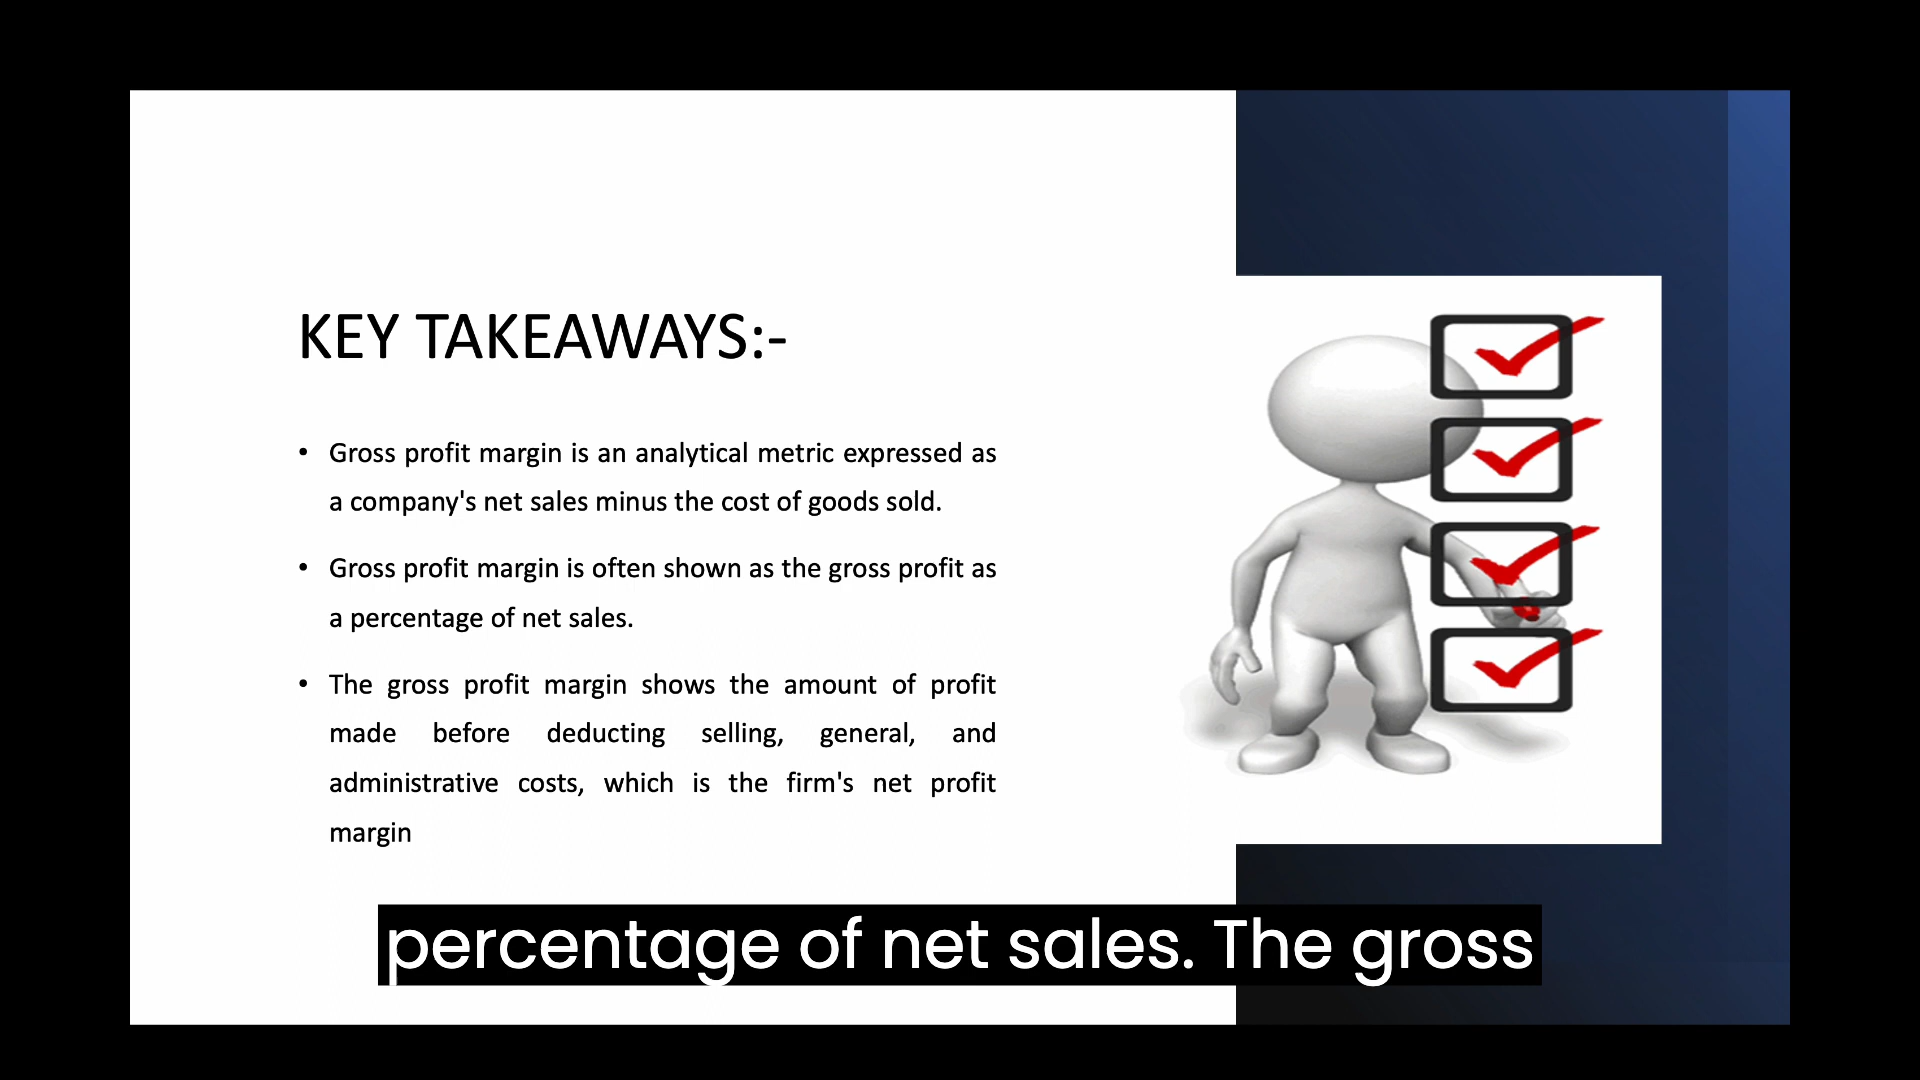 KEY TAKEAWAYS:-
• Gross profit margin is an analytical metric expressed as
a company's net sales minus the cost of goods sold.
• Gross profit margin is often shown as the gross profit as
a percentage of net sales.
• The gross profit margin shows the amount of profit
made before deducting selling, general, and
administrative costs, which is the firm's net profit
margin
percentage of net sales. The gross